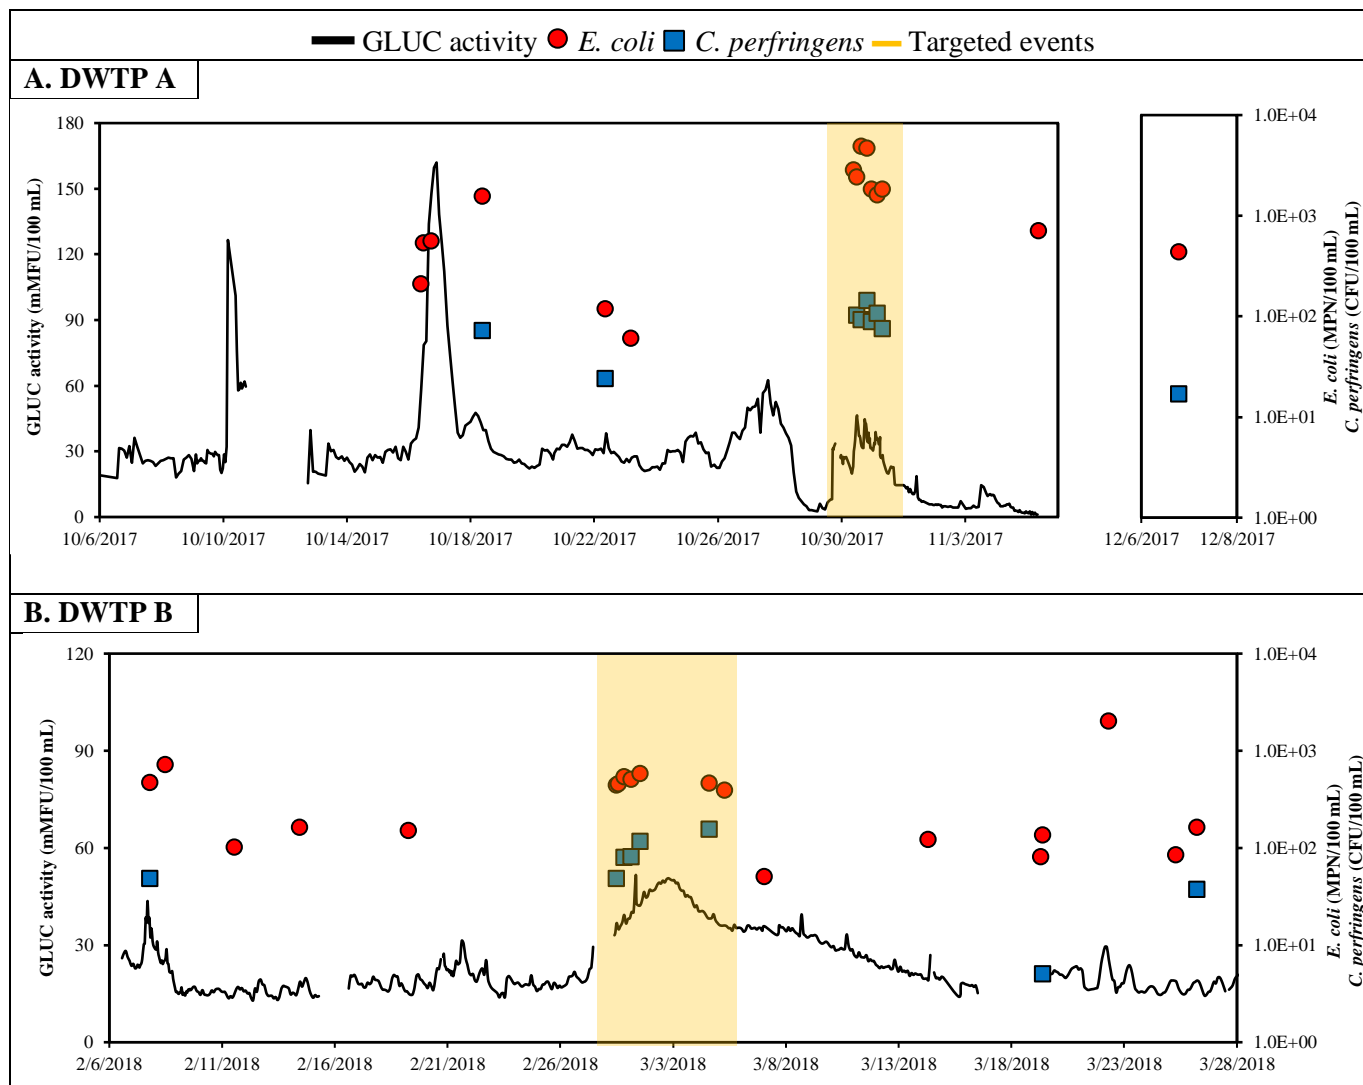 GLUC activity E. coli C. perfringens Targeted events
A. DWTP A
GLUC activity (mMFU/100 mL)
180
150
120
90
60
30
0
1.0E+04
1.0E+03
1.0E+02
1.0E+01
1.0E+00
E. coli (MPN/100 mL)
C. perfringens (CFU/100 mL)
10/6/2017 10/10/2017 10/14/2017 10/18/2017 10/22/2017 10/26/2017 10/30/2017 11/3/2017 12/6/2017 12/8/2017
B. DWTP B
GLUC activity (mMFU/100 mL)
120
90
60
30
0
1.0E+04
1.0E+03
1.0E+02
1.0E+01
1.0E+00
E. coli (MPN/100 mL)
C. perfringens (CFU/100 mL)
2/6/2018 2/11/2018 2/16/2018 2/21/2018 2/26/2018 3/3/2018 3/8/2018 3/13/2018 3/18/2018 3/23/2018 3/28/2018